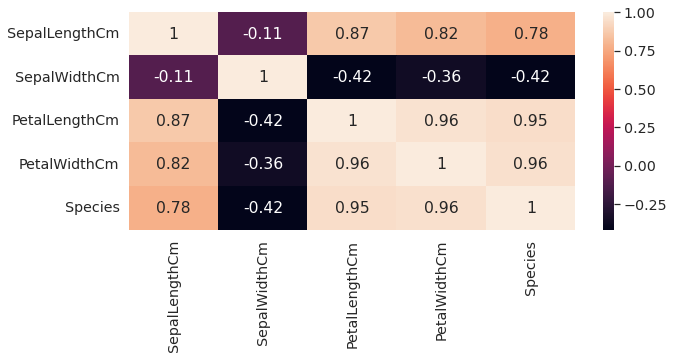 SepalLengthCm 1 -0.11 0.87 0.82 0.78
SepalWidthCm -0.11 1 -0.42 -0.36 -0.42
PetalLengthCm 0.87 -0.42 1 0.96 0.95
PetalWidthCm 0.82 -0.36 0.96 1 0.96
Species 0.78 -0.42 0.95 0.96 1
SepalLengthCm
SepalWidthCm
PetalLengthCm
PetalWidthCm
Species
1.00
0.75
0.50
0.25
0.00
−0.25